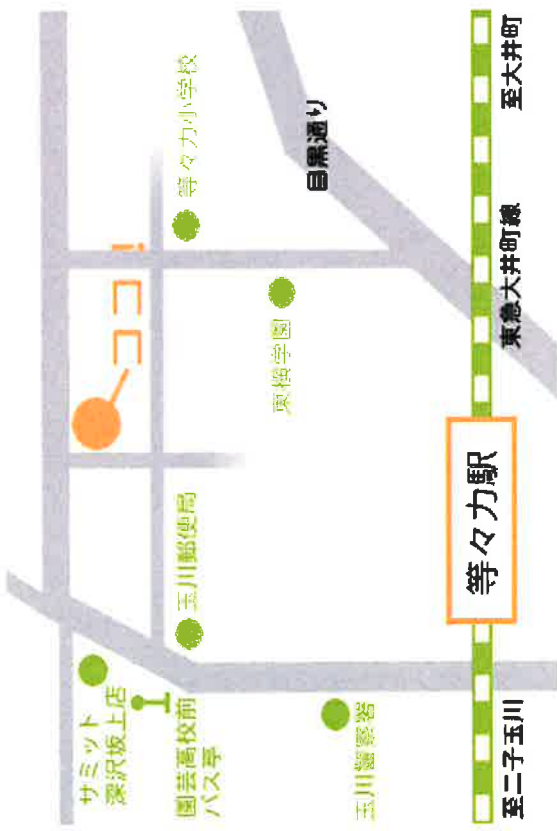 サミット
深沢坂上店
園芸高校前
バス亭
玉川郵便局
ココ!
等々力小学校
東横学園
目黒通り
玉川警察署
至二子玉川
等々力駅
東急大井町線
至大井町